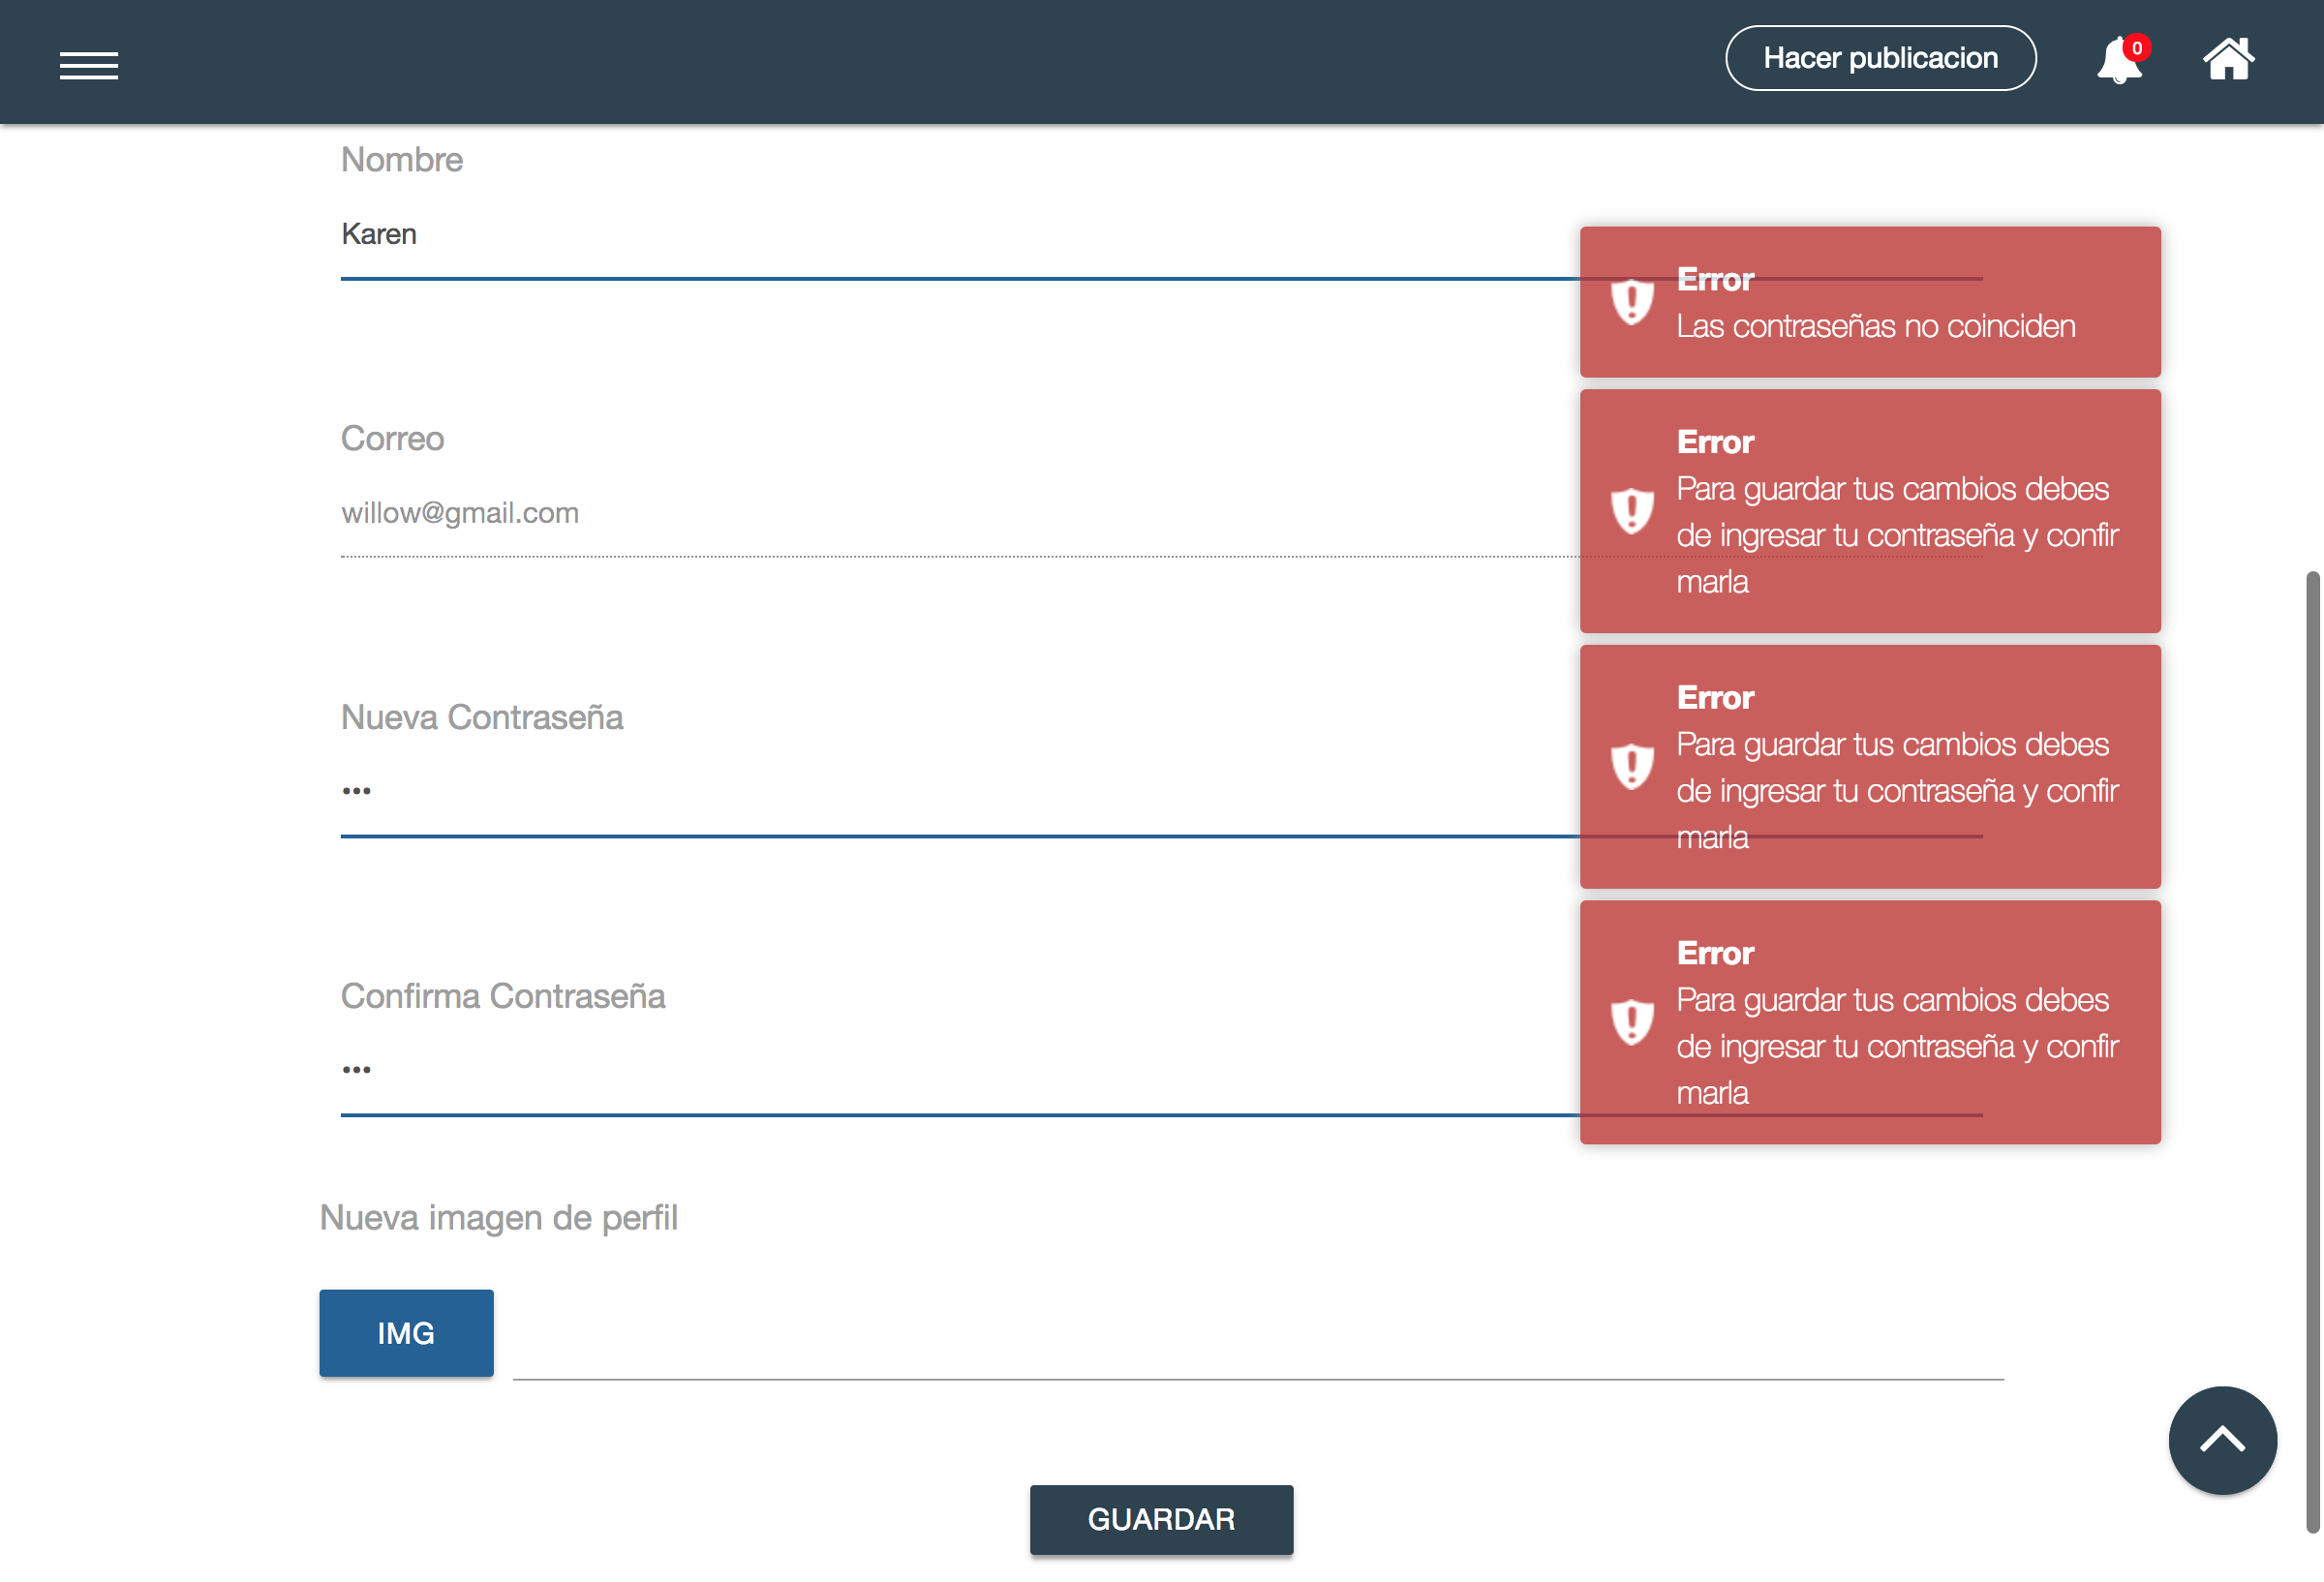 Hacer publicacion
0
Nombre
Karen
Correo
willow@gmail.com
Nueva Contraseña
•••
Confirma Contraseña
•••
Nueva imagen de perfil
IMG
GUARDAR
Error
Las contraseñas no coinciden
Error
Para guardar tus cambios debes
de ingresar tu contraseña y confir
marla
Error
Para guardar tus cambios debes
de ingresar tu contraseña y confir
marla
Error
Para guardar tus cambios debes
de ingresar tu contraseña y confir
marla